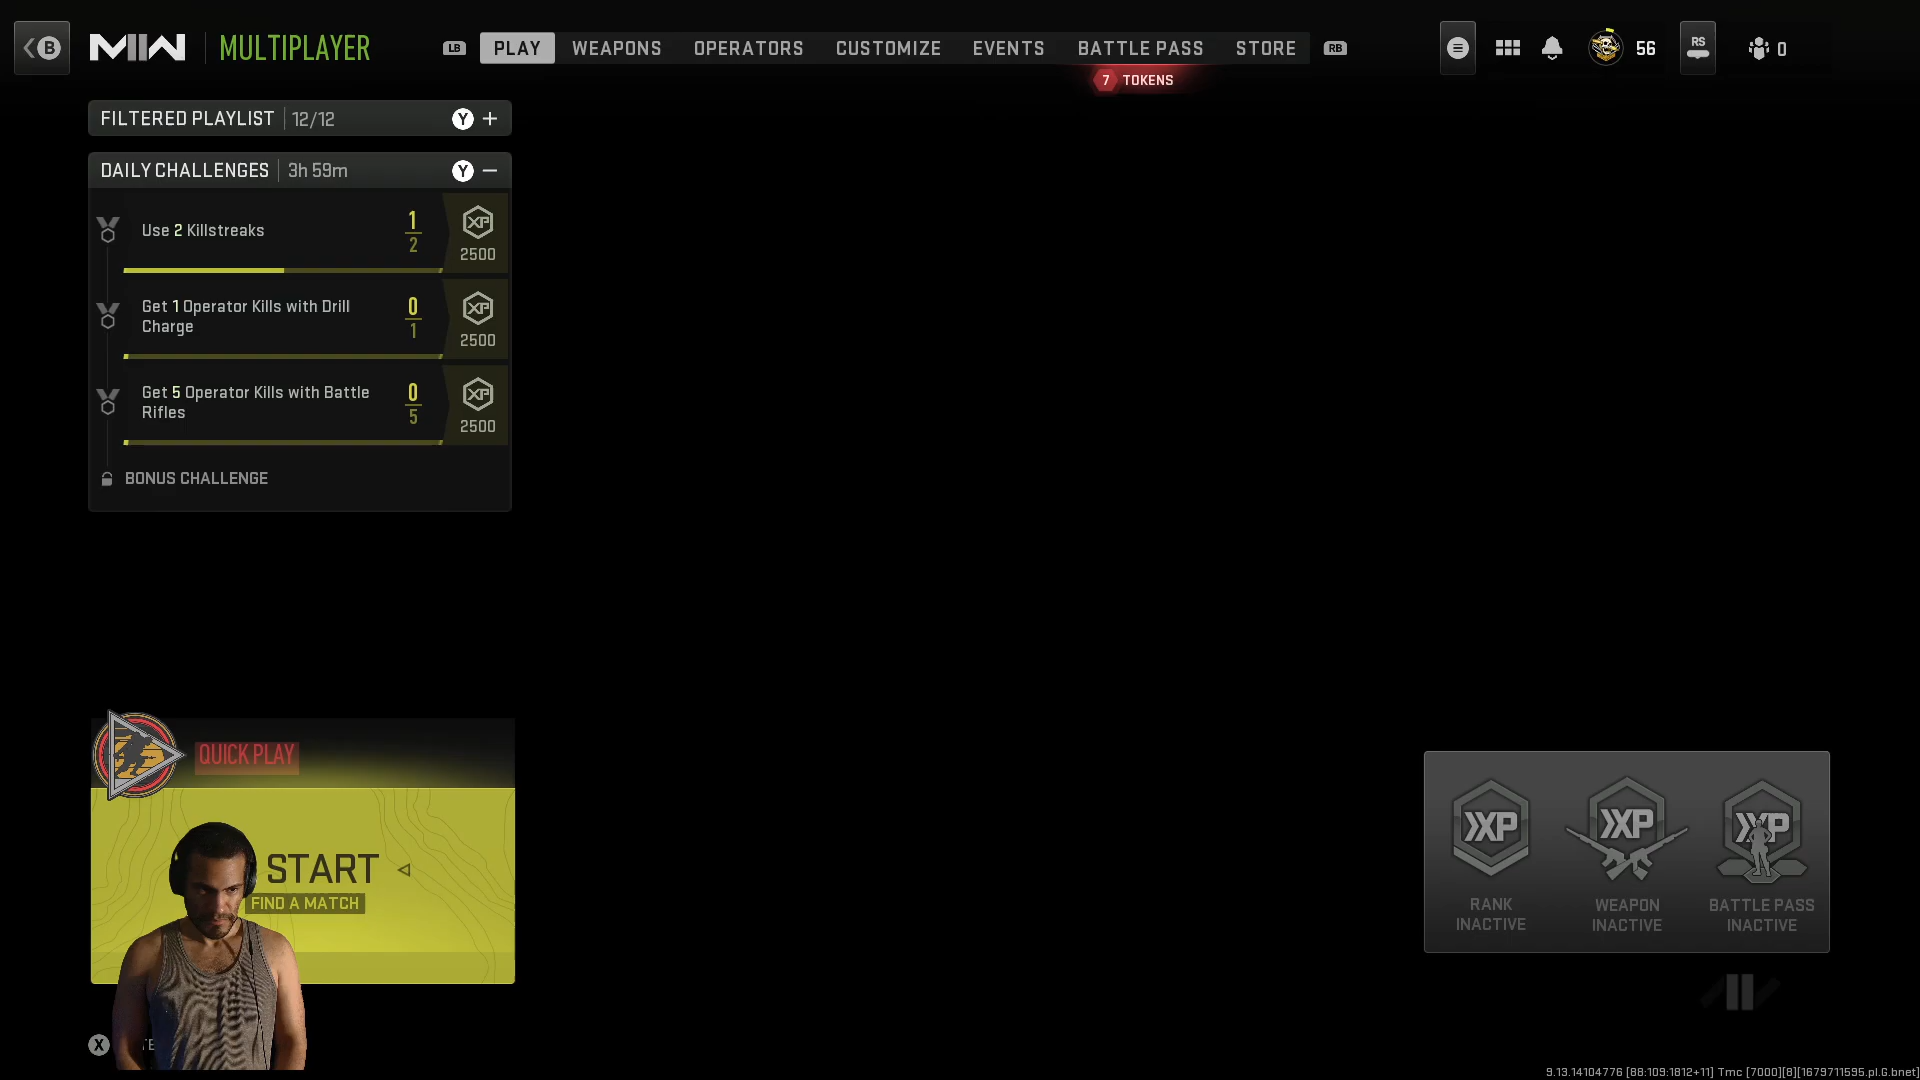 B MW MULTIPLAYER LB PLAY WEAPONS OPERATORS CUSTOMIZE EVENTS BATTLE PASS STORE RB 56 RS 0
7 TOKENS
FILTERED PLAYLIST 12/12 Y
DAILY CHALLENGES 3h 59m Y
Use 2 Killstreaks
1
2
XP
2500
Get 1 Operator Kills with Drill
Charge
0
1
XP
2500
Get 5 Operator Kills with Battle
Rifles
0
5
XP
2500
BONUS CHALLENGE
QUICK PLAY
START
FIND A MATCH
X
XP
RANK
INACTIVE
XP
WEAPON
INACTIVE
XP
BATTLE PASS
INACTIVE
9.13.14104776 [88:109:1812+11] Tmc [7000][8][1679711595.pl.G.bnet]